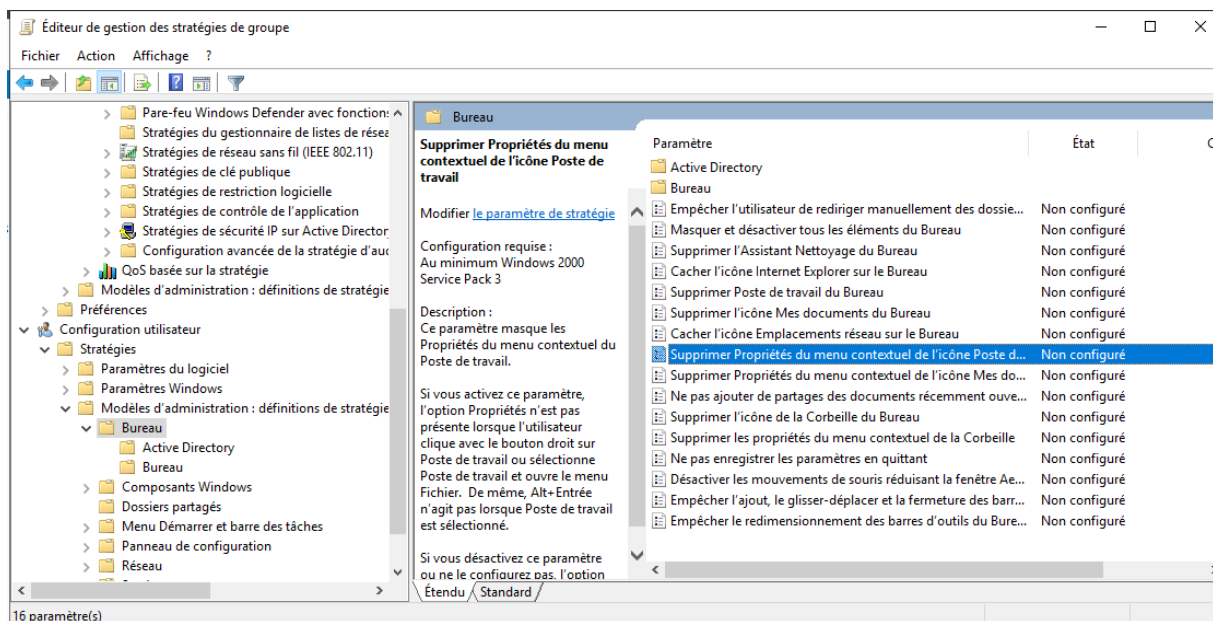 Éditeur de gestion des stratégies de groupe
Fichier Action Affichage ?
Pare-feu Windows Defender avec fonction
Stratégies du gestionnaire de listes de résea
Stratégies de réseau sans fil (IEEE 802.11)
Stratégies de clé publique
Stratégies de restriction logicielle
Stratégies de contrôle de l'application
Stratégies de sécurité IP sur Active Director
Configuration avancée de la stratégie d'auc
QoS basée sur la stratégie
Modèles d'administration : définitions de stratégie
Préférences
Configuration utilisateur
Stratégies
Paramètres du logiciel
Paramètres Windows
Modèles d'administration : définitions de stratégie
Bureau
Active Directory
Bureau
Composants Windows
Dossiers partagés
Menu Démarrer et barre des tâches
Panneau de configuration
Réseau
Bureau
Supprimer Propriétés du menu
contextuel de l'icône Poste de
travail
Modifier le paramètre de stratégie
Configuration requise :
Au minimum Windows 2000
Service Pack 3
Description :
Ce paramètre masque les
Propriétés du menu contextuel du
Poste de travail.
Si vous activez ce paramètre,
l'option Propriétés n'est pas
présente lorsque l'utilisateur
clique avec le bouton droit sur
Poste de travail ou sélectionne
Poste de travail et ouvre le menu
Fichier. De même, Alt+Entrée
n'agit pas lorsque Poste de travail
est sélectionné.
Si vous désactivez ce paramètre
ou ne le configurez pas, l'option
Paramètre État C
Active Directory
Bureau
Empêcher l'utilisateur de rediriger manuellement des dossie... Non configuré
Masquer et désactiver tous les éléments du Bureau Non configuré
Supprimer l'Assistant Nettoyage du Bureau Non configuré
Cacher l'icône Internet Explorer sur le Bureau Non configuré
Supprimer Poste de travail du Bureau Non configuré
Supprimer l'icône Mes documents du Bureau Non configuré
Cacher l'icône Emplacements réseau sur le Bureau Non configuré
Supprimer Propriétés du menu contextuel de l'icône Poste d... Non configuré
Supprimer Propriétés du menu contextuel de l'icône Mes do... Non configuré
Ne pas ajouter de partages des documents récemment ouve... Non configuré
Supprimer l'icône de la Corbeille du Bureau Non configuré
Supprimer les propriétés du menu contextuel de la Corbeille Non configuré
Ne pas enregistrer les paramètres en quittant Non configuré
Désactiver les mouvements de souris réduisant la fenêtre Ae... Non configuré
Empêcher l'ajout, le glisser-déplacer et la fermeture des barr... Non configuré
Empêcher le redimensionnement des barres d'outils du Bure... Non configuré
Étendu Standard
16 paramètre(s)